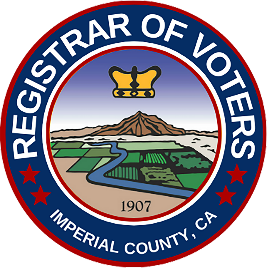 REGISTRAR OF VOTERS
1907
IMPERIAL COUNTY, CA